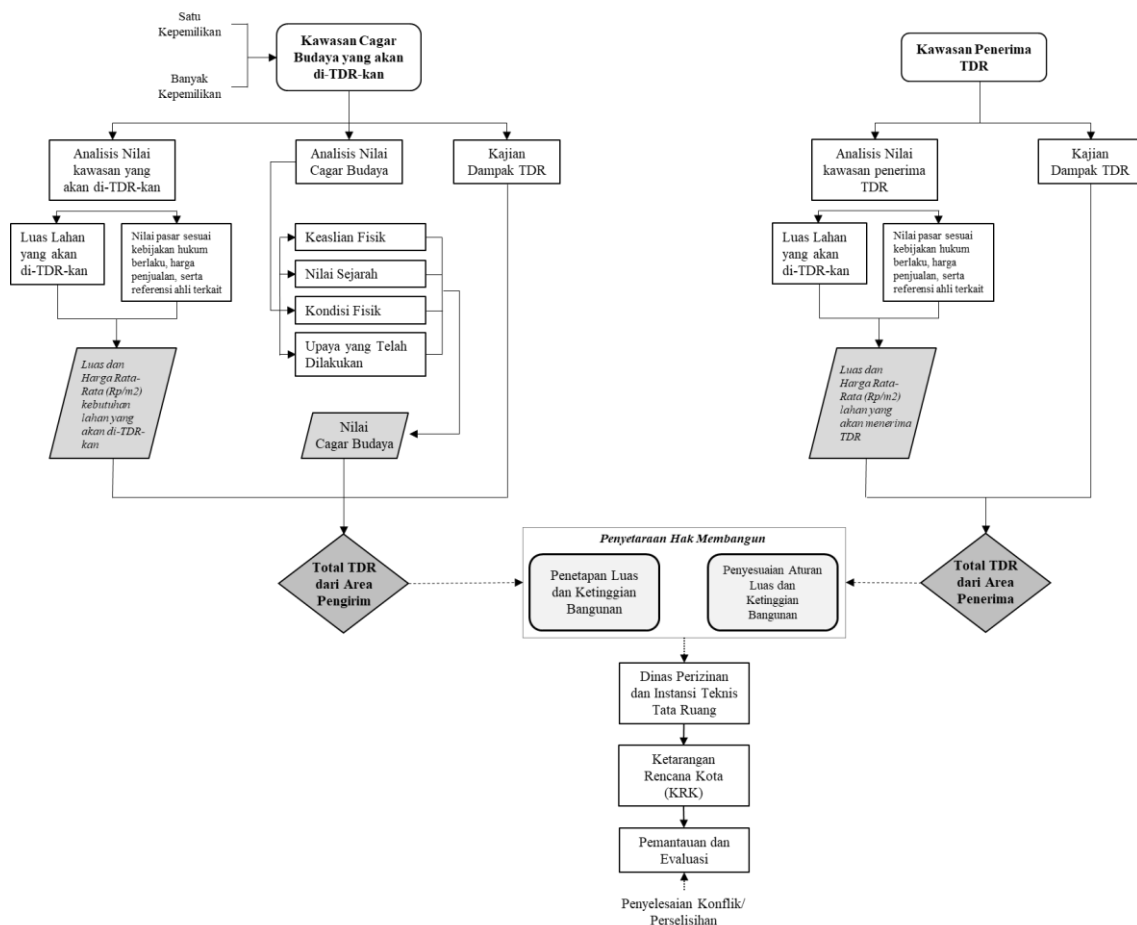 Satu
Kepemilikan
Banyak
Kepemilikan
Kawasan Cagar
Budaya yang akan
di-TDR-kan
Kawasan Penerima
TDR
Analisis Nilai
kawasan yang
akan di-TDR-kan
Analisis Nilai
Cagar Budaya
Kajian
Dampak TDR
Analisis Nilai
kawasan penerima
TDR
Kajian
Dampak TDR
Luas Lahan
yang akan
di-TDR-kan
Nilai pasar sesuai
kebijakan hukum
berlaku, harga
penjualan, serta
referensi ahli terkait
Keaslian Fisik
Nilai Sejarah
Kondisi Fisik
Upaya yang Telah
Dilakukan
Luas Lahan
yang akan
di-TDR-kan
Nilai pasar sesuai
kebijakan hukum
berlaku, harga
penjualan, serta
referensi ahli terkait
Luas dan
Harga Rata-
Rata (Rp/m2)
kebutuhan
lahan yang
akan di-TDR-
kan
Nilai
Cagar Budaya
Luas dan
Harga Rata-
Rata (Rp/m2)
lahan yang
akan menerima
TDR
Total TDR
dari Area
Pengirim
Penyetaraan Hak Membangun
Penetapan Luas
dan Ketinggian
Bangunan
Penyesuaian Aturan
Luas dan
Ketinggian
Bangunan
Total TDR
dari Area
Penerima
Dinas Perizinan
dan Instansi Teknis
Tata Ruang
Ketarangan
Rencana Kota
(KRK)
Pemantauan dan
Evaluasi
Penyelesaian Konflik/
Perselisihan